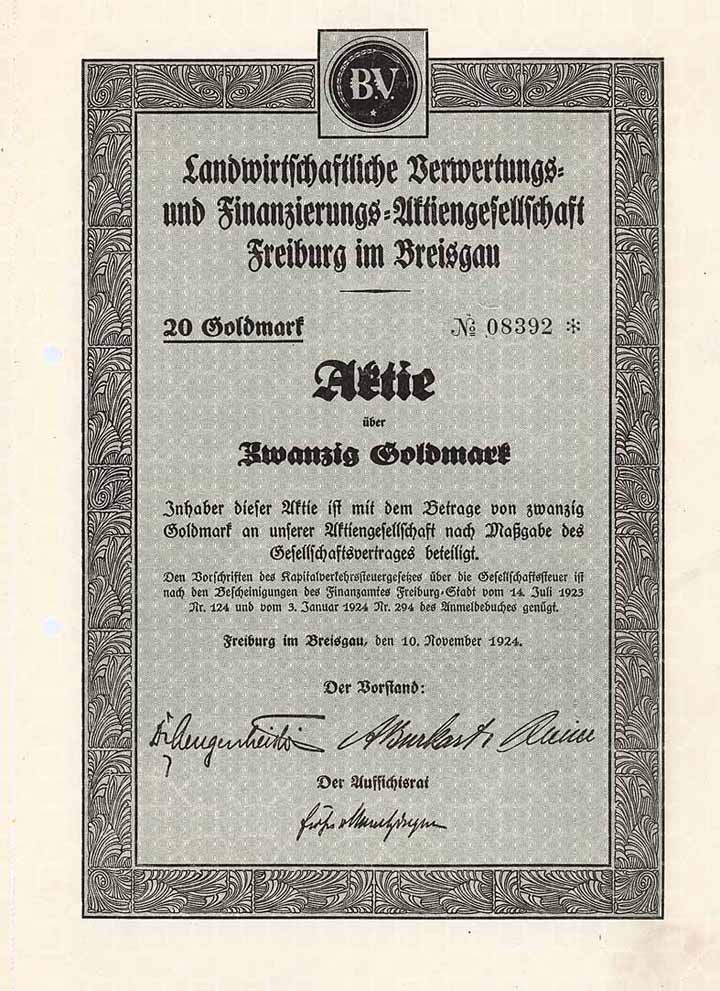 BV
Landwirtschaftliche Verwertungs-
und Finanzierungs-Aktiengesellschaft
Freiburg im Breisgau
20 Goldmark
№ 08392 *
Aktie
über
Zwanzig Goldmark
Inhaber dieser Aktie ist mit dem Betrage von zwanzig
Goldmark an unserer Aktiengesellschaft nach Maßgabe des
Gesellschaftsvertrages beteiligt.
Den Vorschriften des Kapitalverkehrssteuergesetzes über die Gesellschaftssteuer ist
nach den Bescheinigungen des Finanzamtes Freiburg-Stadt vom 14. Juli 1923
Nr. 124 und vom 3. Januar 1924 Nr. 294 des Anmeldebuches genügt.
Freiburg im Breisgau, den 10. November 1924.
Der Vorstand:
Dr. ABurkart
Der Aufsichtsrat